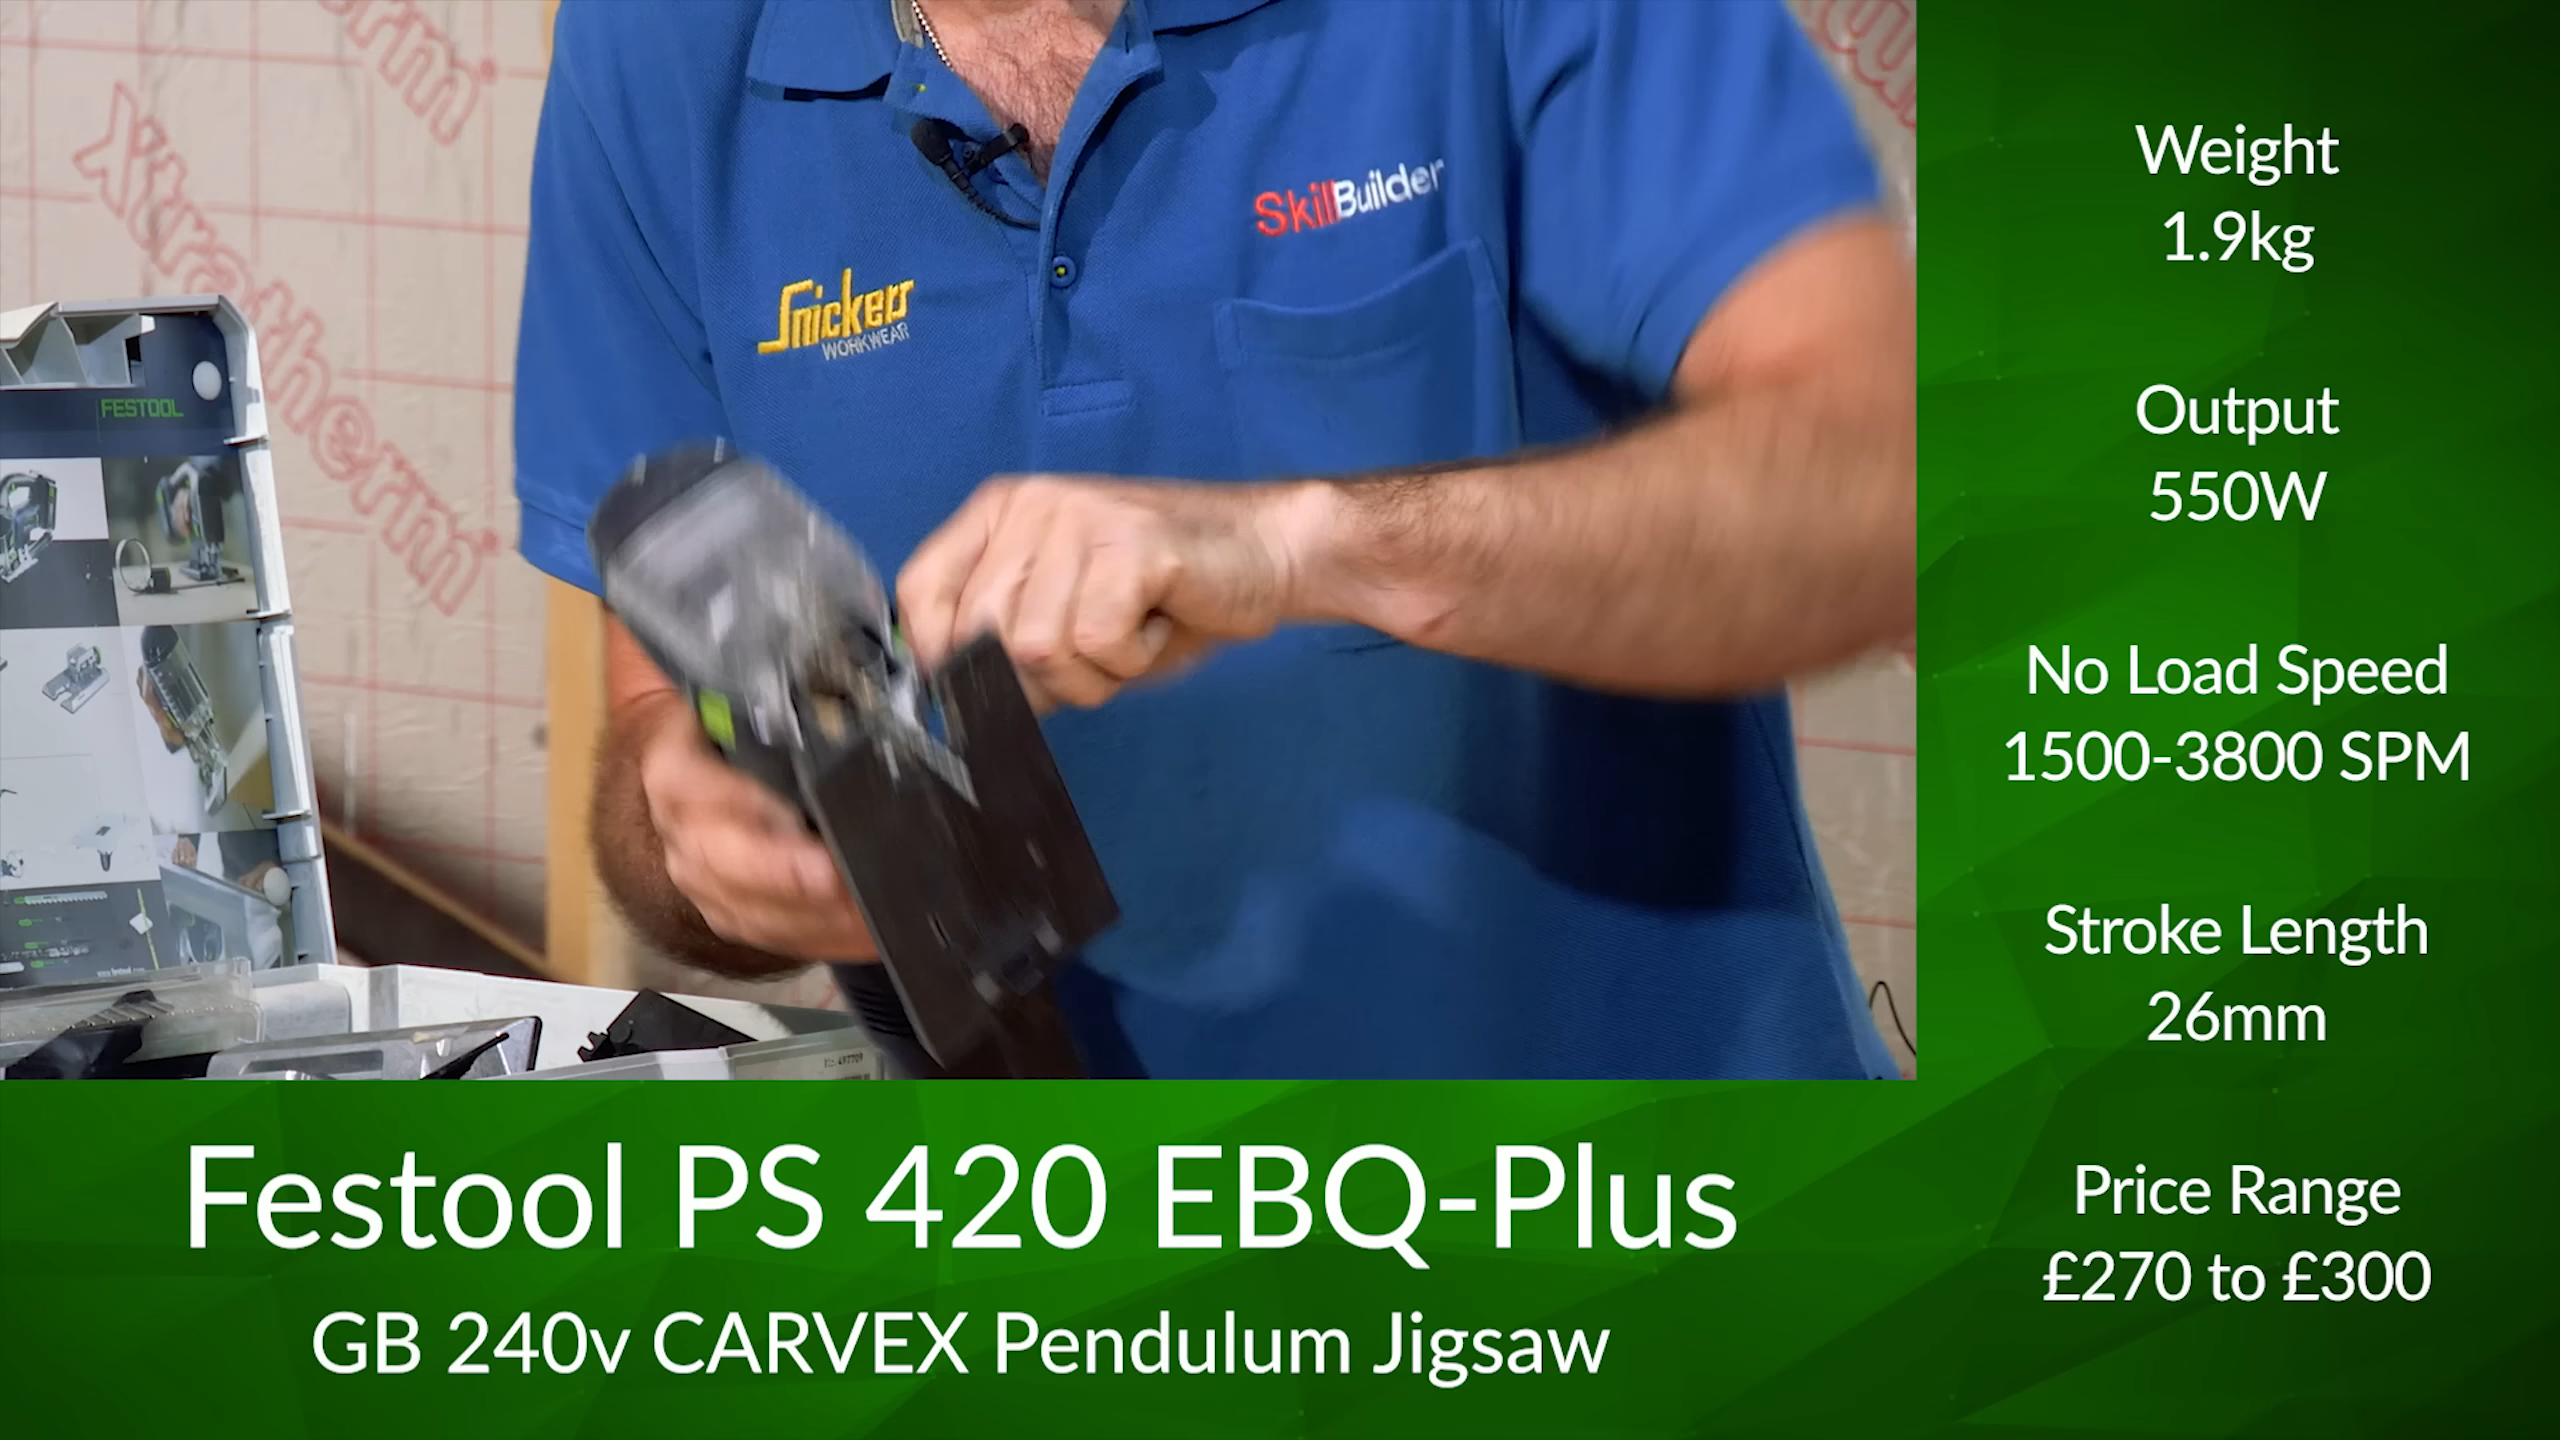 Xtratherm
SkillBuilder
Snickers
WORKWEAR
FESTOOL
Weight
1.9kg
Output
550W
No Load Speed
1500-3800 SPM
Stroke Length
26mm
Price Range
£270 to £300
Festool PS 420 EBQ-Plus
GB 240v CARVEX Pendulum Jigsaw